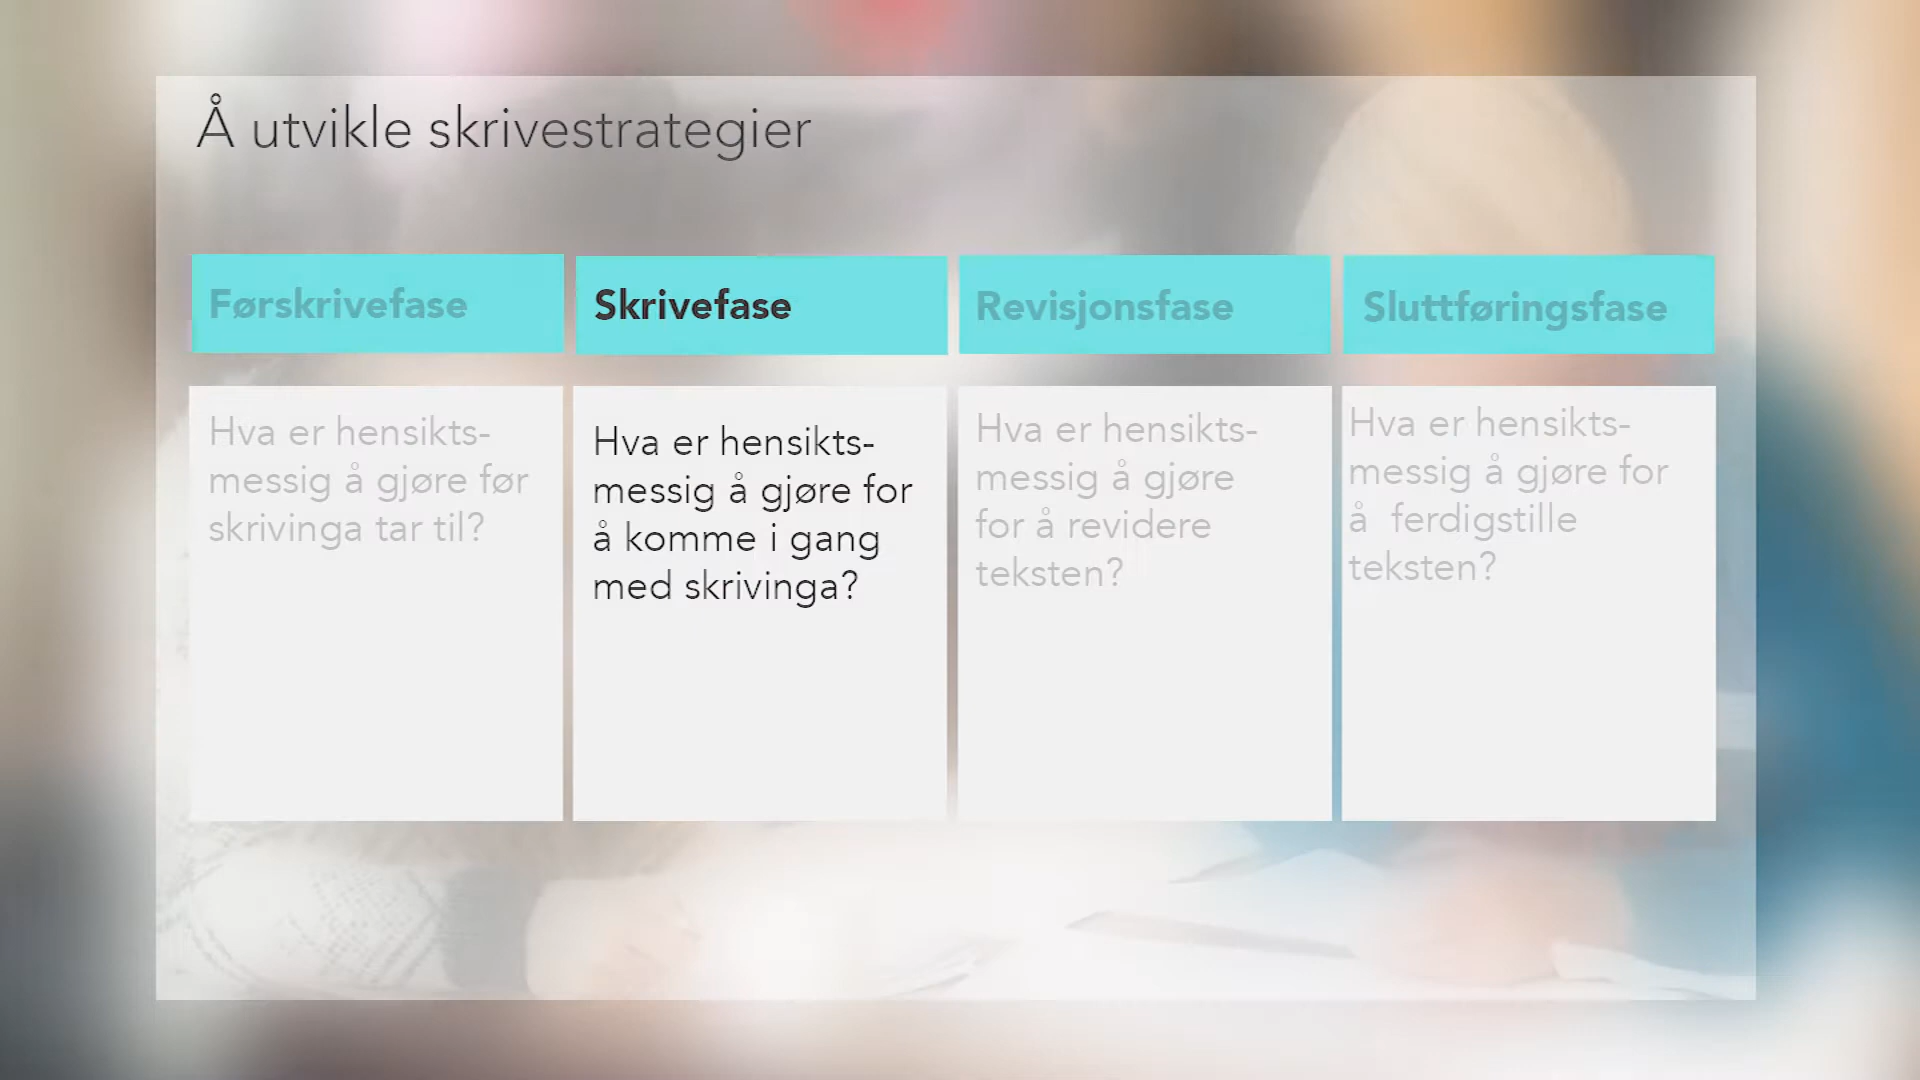 Å utvikle skrivestrategier
Førskrivefase
Skrivefase
Revisjonsfase
Sluttføringsfase
Hva er hensikts-
messig å gjøre før
skrivinga tar til?
Hva er hensikts-
messig å gjøre for
å komme i gang
med skrivinga?
Hva er hensikts-
messig å gjøre
for å revidere
teksten?
Hva er hensikts-
messig å gjøre for
å  ferdigstille
teksten?